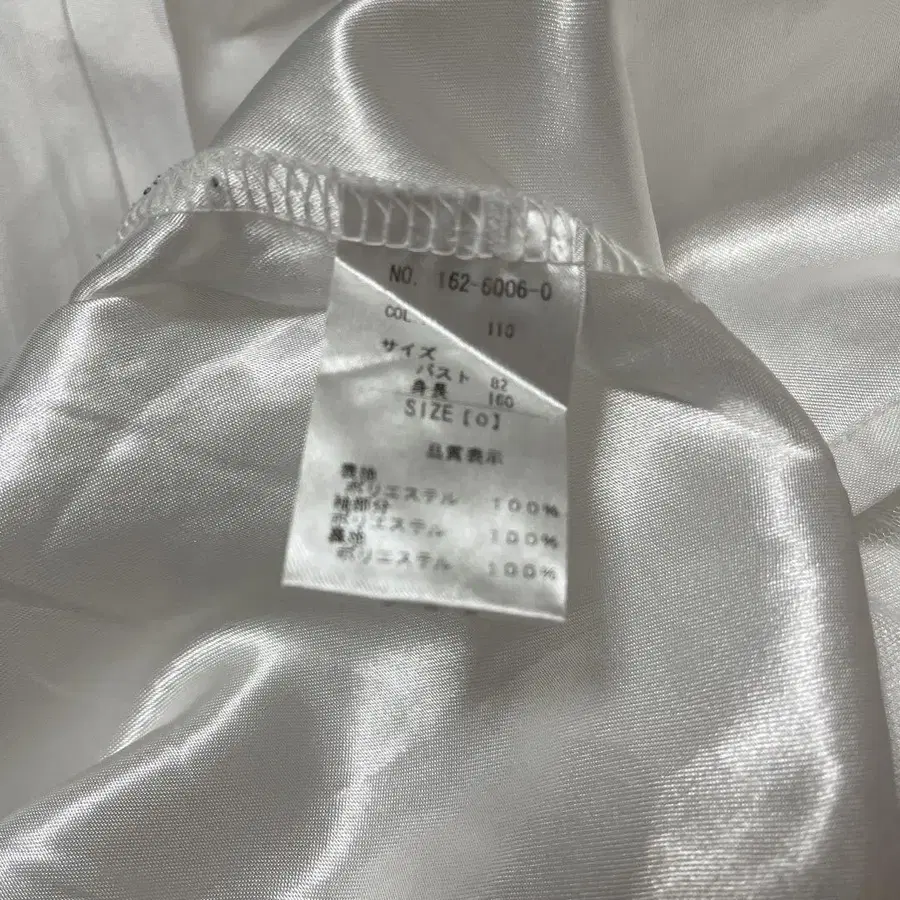 NO. 162-6006-0
COL. 110
サイズ
バスト 82
身長 160
SIZE [0]
品質表示
表地
ポリエステル 100%
袖部分
ポリエステル 100%
裏地
ポリエステル 100%